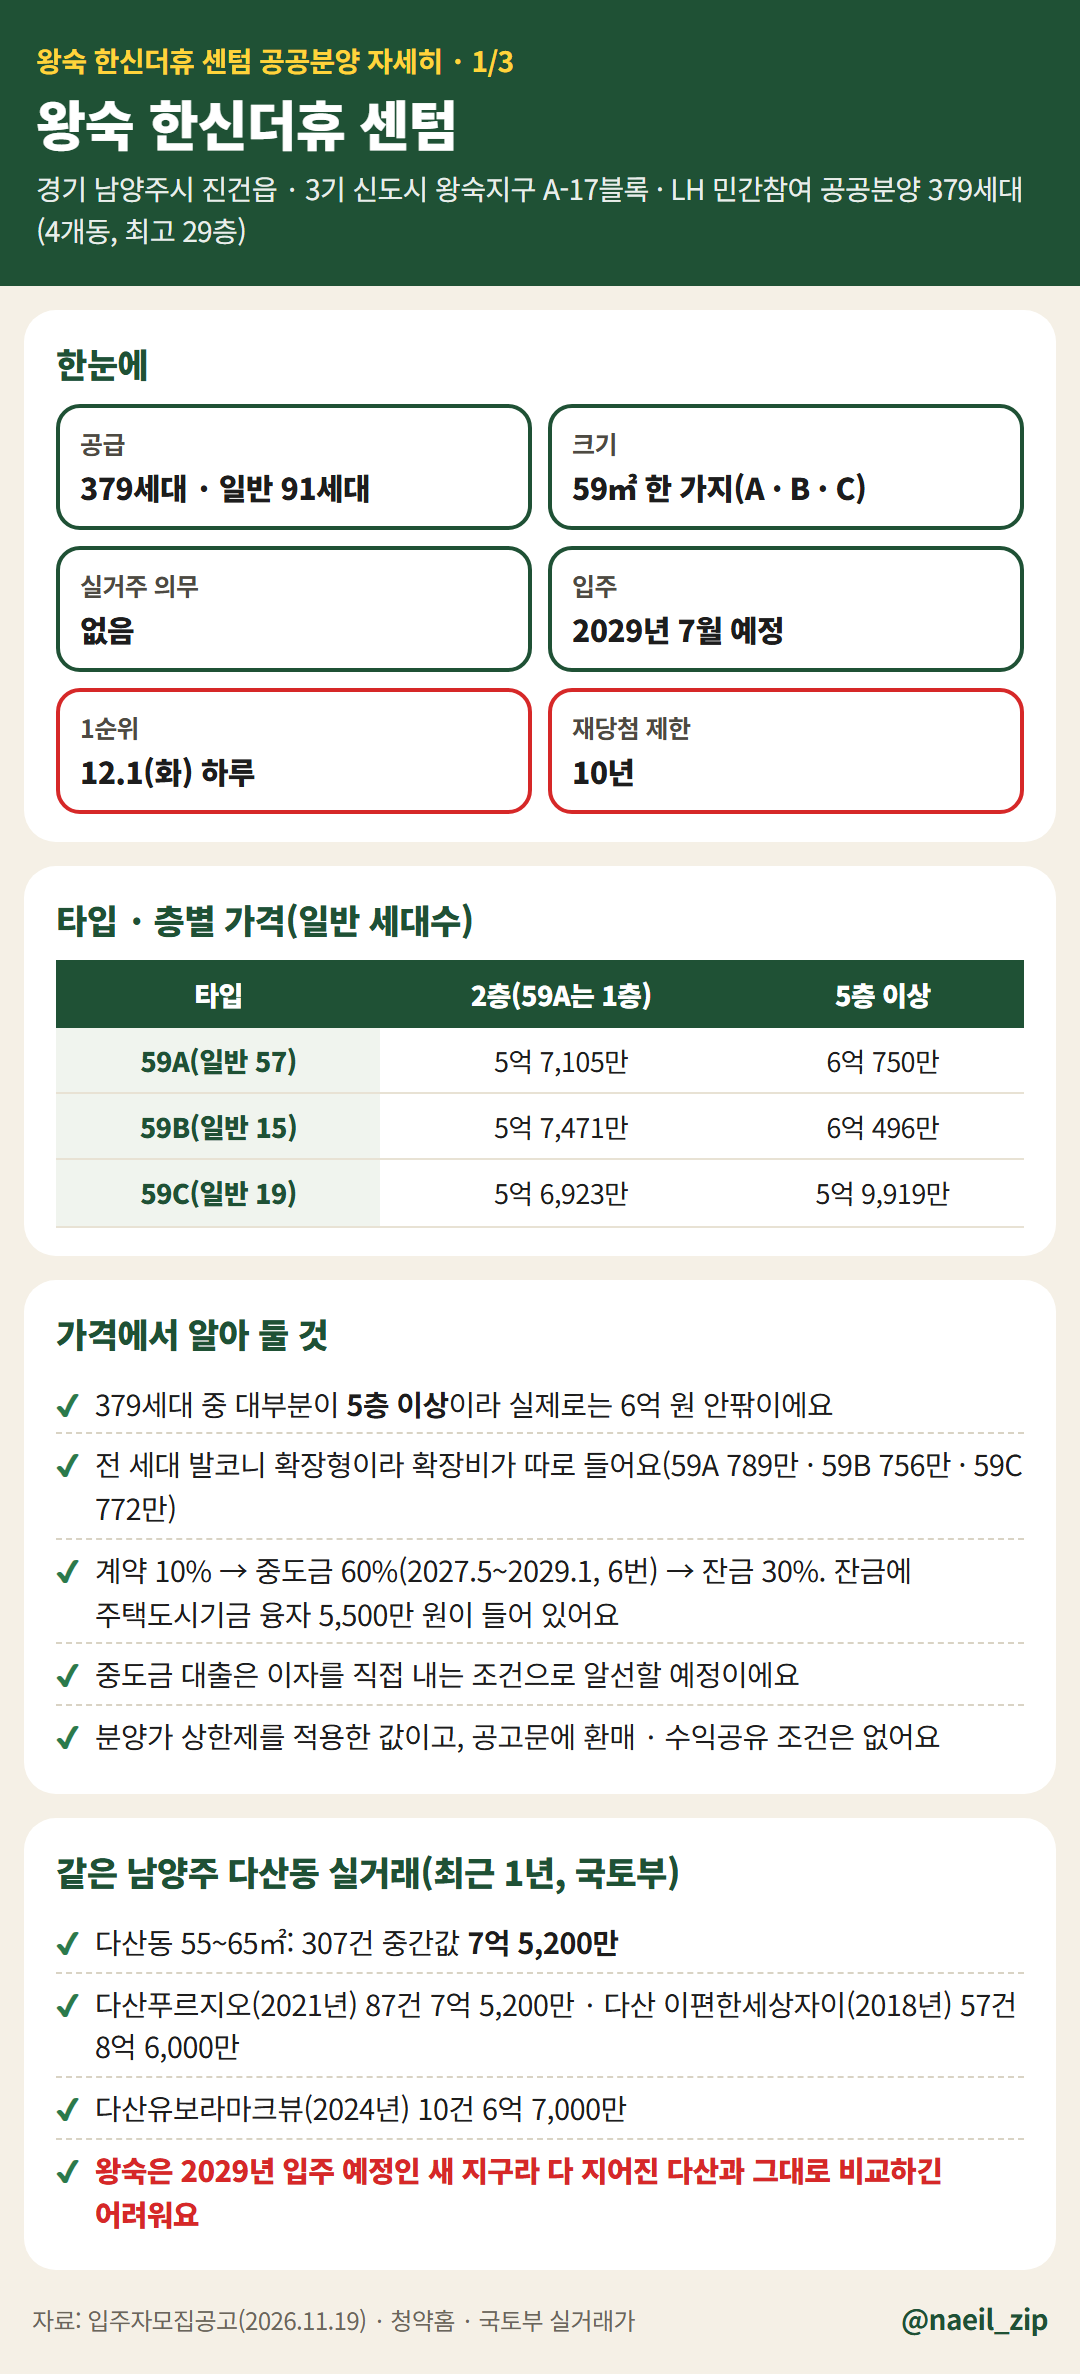 왕숙 한신더휴 센텀 공공분양 자세히 · 1/3
왕숙 한신더휴 센텀
경기 남양주시 진건읍 · 3기 신도시 왕숙지구 A-17블록 · LH 민간참여 공공분양 379세대
(4개동, 최고 29층)
한눈에
공급
379세대 · 일반 91세대
크기
59㎡ 한 가지(A · B · C)
실거주 의무
없음
입주
2029년 7월 예정
1순위
12.1(화) 하루
재당첨 제한
10년
타입 · 층별 가격(일반 세대수)
타입 2층(59A는 1층) 5층 이상
59A(일반 57) 5억 7,105만 6억 750만
59B(일반 15) 5억 7,471만 6억 496만
59C(일반 19) 5억 6,923만 5억 9,919만
가격에서 알아 둘 것
✔ 379세대 중 대부분이 5층 이상이라 실제로는 6억 원 안팎이에요
✔ 전 세대 발코니 확장형이라 확장비가 따로 들어요(59A 789만 · 59B 756만 · 59C
772만)
✔ 계약 10% → 중도금 60%(2027.5~2029.1, 6번) → 잔금 30%. 잔금에
주택도시기금 융자 5,500만 원이 들어 있어요
✔ 중도금 대출은 이자를 직접 내는 조건으로 알선할 예정이에요
✔ 분양가 상한제를 적용한 값이고, 공고문에 환매 · 수익공유 조건은 없어요
같은 남양주 다산동 실거래(최근 1년, 국토부)
✔ 다산동 55~65㎡: 307건 중간값 7억 5,200만
✔ 다산푸르지오(2021년) 87건 7억 5,200만 · 다산 이편한세상자이(2018년) 57건
8억 6,000만
✔ 다산유보라마크뷰(2024년) 10건 6억 7,000만
✔ 왕숙은 2029년 입주 예정인 새 지구라 다 지어진 다산과 그대로 비교하긴
어려워요
자료: 입주자모집공고(2026.11.19) · 청약홈 · 국토부 실거래가
@naeil_zip